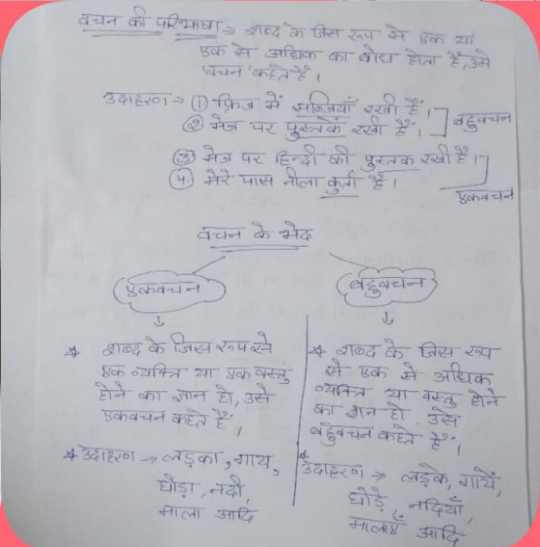 वचन की परिभाषा → शब्द के जिस रूप से एक या
एक से अधिक का बोध होता है, उसे
'वचन' कहते हैं।
उदाहरण → ① फ्रिज में सब्जियाँ रखी हैं।
② मेज पर पुस्तकें रखी हैं।
बहुवचन
③ मेज पर हिन्दी की पुस्तक रखी है।
④ मेरे पास नीला कुर्ता है।
एकवचन
वचन के भेद
एकवचन
↓
* शब्द के जिस रूप से
एक व्यक्ति या एक वस्तु
होने का ज्ञान हो, उसे
एकवचन कहते हैं।
* उदाहरण → लड़का, गाय,
घोड़ा, नदी,
माला आदि
बहुवचन
↓
* शब्द के जिस रूप
से एक से अधिक
व्यक्ति या वस्तु होने
का ज्ञान हो उसे
बहुवचन कहते हैं।
* उदाहरण → लड़के, गायें,
घोड़े, नदियाँ,
मालाएँ आदि